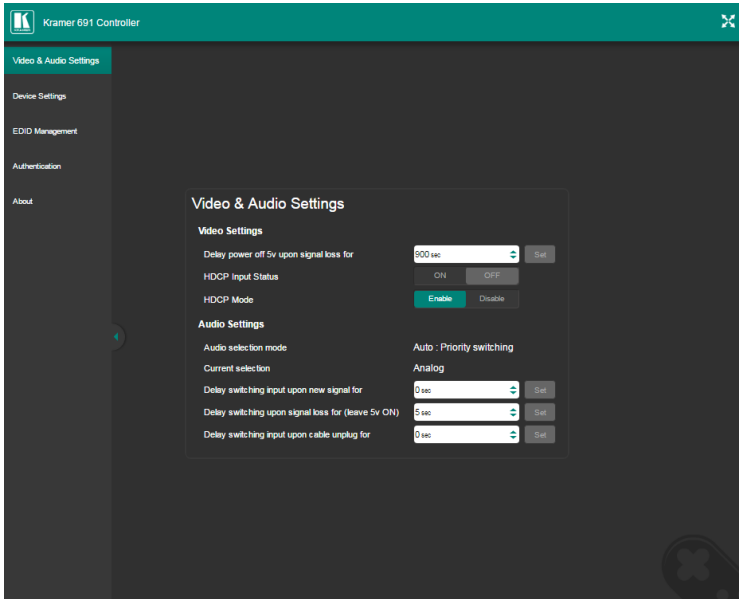 Kramer 691 Controller
Video & Audio Settings
Device Settings
EDID Management
Authentication
About
Video & Audio Settings
Video Settings
Delay power off 5v upon signal loss for 900 sec Set
HDCP Input Status ON OFF
HDCP Mode Enable Disable
Audio Settings
Audio selection mode Auto : Priority switching
Current selection Analog
Delay switching input upon new signal for 0 sec Set
Delay switching upon signal loss for (leave 5v ON) 5 sec Set
Delay switching input upon cable unplug for 0 sec Set